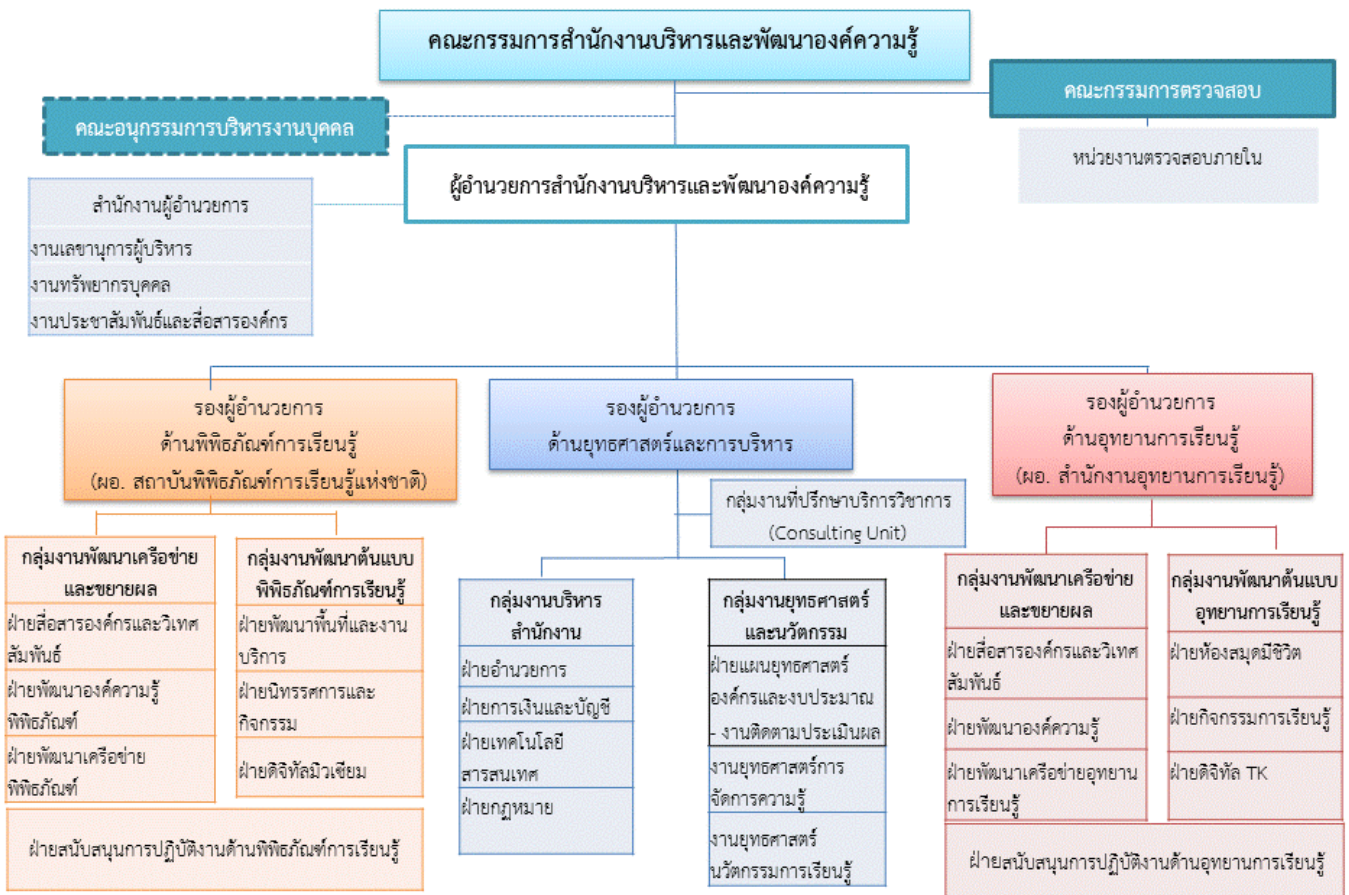 คณะกรรมการสำนักงานบริหารและพัฒนาองค์ความรู้
คณะกรรมการตรวจสอบ
คณะอนุกรรมการบริหารงานบุคคล
หน่วยงานตรวจสอบภายใน
ผู้อำนวยการสำนักงานบริหารและพัฒนาองค์ความรู้
สำนักงานผู้อำนวยการ
งานเลขานุการผู้บริหาร
งานทรัพยากรบุคคล
งานประชาสัมพันธ์และสื่อสารองค์กร
รองผู้อำนวยการ
ด้านพิพิธภัณฑ์การเรียนรู้
(ผอ. สถาบันพิพิธภัณฑ์การเรียนรู้แห่งชาติ)
รองผู้อำนวยการ
ด้านยุทธศาสตร์และการบริหาร
รองผู้อำนวยการ
ด้านอุทยานการเรียนรู้
(ผอ. สำนักงานอุทยานการเรียนรู้)
กลุ่มงานที่ปรึกษาบริการวิชาการ
(Consulting Unit)
กลุ่มงานพัฒนาเครือข่าย
และขยายผล
ฝ่ายสื่อสารองค์กรและวิเทศ
สัมพันธ์
ฝ่ายพัฒนาองค์ความรู้
พิพิธภัณฑ์
ฝ่ายพัฒนาเครือข่าย
พิพิธภัณฑ์
กลุ่มงานพัฒนาต้นแบบ
พิพิธภัณฑ์การเรียนรู้
ฝ่ายพัฒนาพื้นที่และงาน
บริการ
ฝ่ายนิทรรศการและ
กิจกรรม
ฝ่ายดิจิทัลมิวเซียม
ฝ่ายสนับสนุนการปฏิบัติงานด้านพิพิธภัณฑ์การเรียนรู้
กลุ่มงานบริหาร
สำนักงาน
ฝ่ายอำนวยการ
ฝ่ายการเงินและบัญชี
ฝ่ายเทคโนโลยี
สารสนเทศ
ฝ่ายกฎหมาย
กลุ่มงานยุทธศาสตร์
และนวัตกรรม
ฝ่ายแผนยุทธศาสตร์
องค์กรและงบประมาณ
- งานติดตามประเมินผล
งานยุทธศาสตร์การ
จัดการความรู้
งานยุทธศาสตร์
นวัตกรรมการเรียนรู้
กลุ่มงานพัฒนาเครือข่าย
และขยายผล
ฝ่ายสื่อสารองค์กรและวิเทศ
สัมพันธ์
ฝ่ายพัฒนาองค์ความรู้
ฝ่ายพัฒนาเครือข่ายอุทยาน
การเรียนรู้
กลุ่มงานพัฒนาต้นแบบ
อุทยานการเรียนรู้
ฝ่ายห้องสมุดมีชีวิต
ฝ่ายกิจกรรมการเรียนรู้
ฝ่ายดิจิทัล TK
ฝ่ายสนับสนุนการปฏิบัติงานด้านอุทยานการเรียนรู้